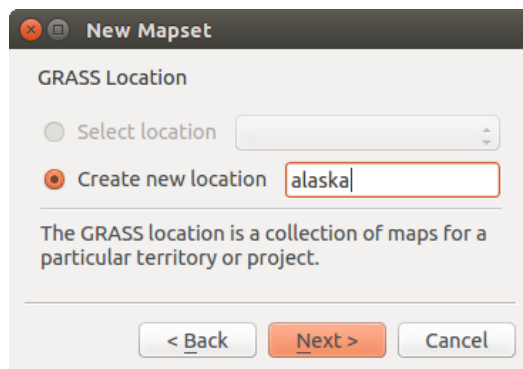 New Mapset
GRASS Location
Select location
Create new location alaska
The GRASS location is a collection of maps for a
particular territory or project.
< Back Next > Cancel